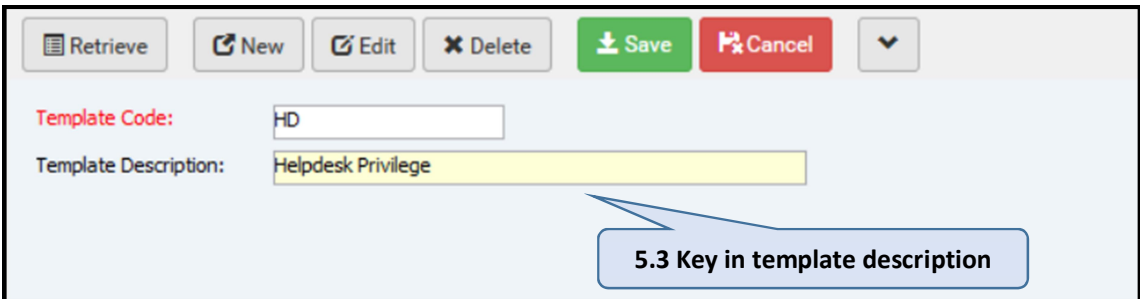 Retrieve New Edit Delete Save Cancel
Template Code: HD
Template Description: Helpdesk Privilege
5.3 Key in template description